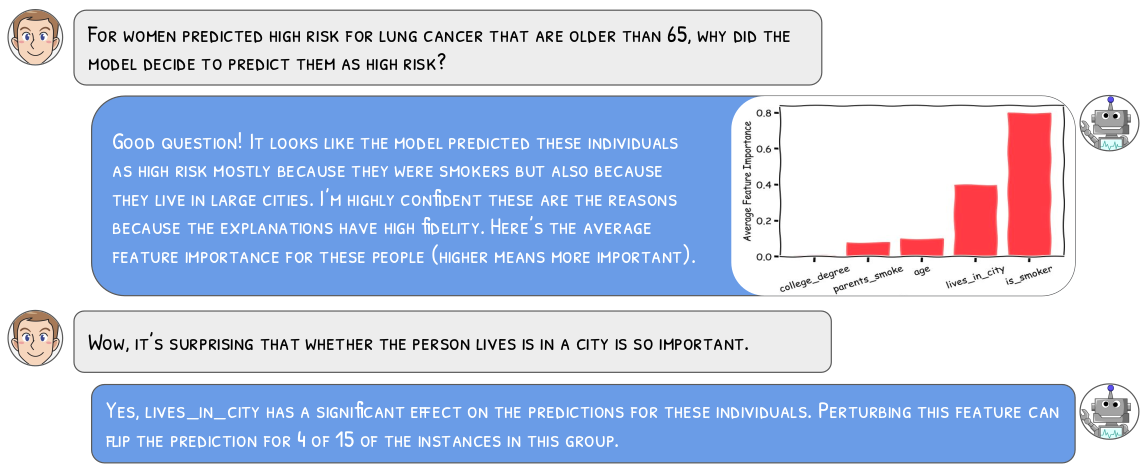 For women predicted high risk for lung cancer that are older than 65, why did the
model decide to predict them as high risk?
Good question! It looks like the model predicted these individuals
as high risk mostly because they were smokers but also because
they live in large cities. I'm highly confident these are the reasons
because the explanations have high fidelity. Here's the average
feature importance for these people (higher means more important).
Average Feature Importance
0.8
0.6
0.4
0.2
0.0
college_degree
parents_smoke
age
lives_in_city
is_smoker
Wow, it's surprising that whether the person lives is in a city is so important.
Yes, lives_in_city has a significant effect on the predictions for these individuals. Perturbing this feature can
flip the prediction for 4 of 15 of the instances in this group.